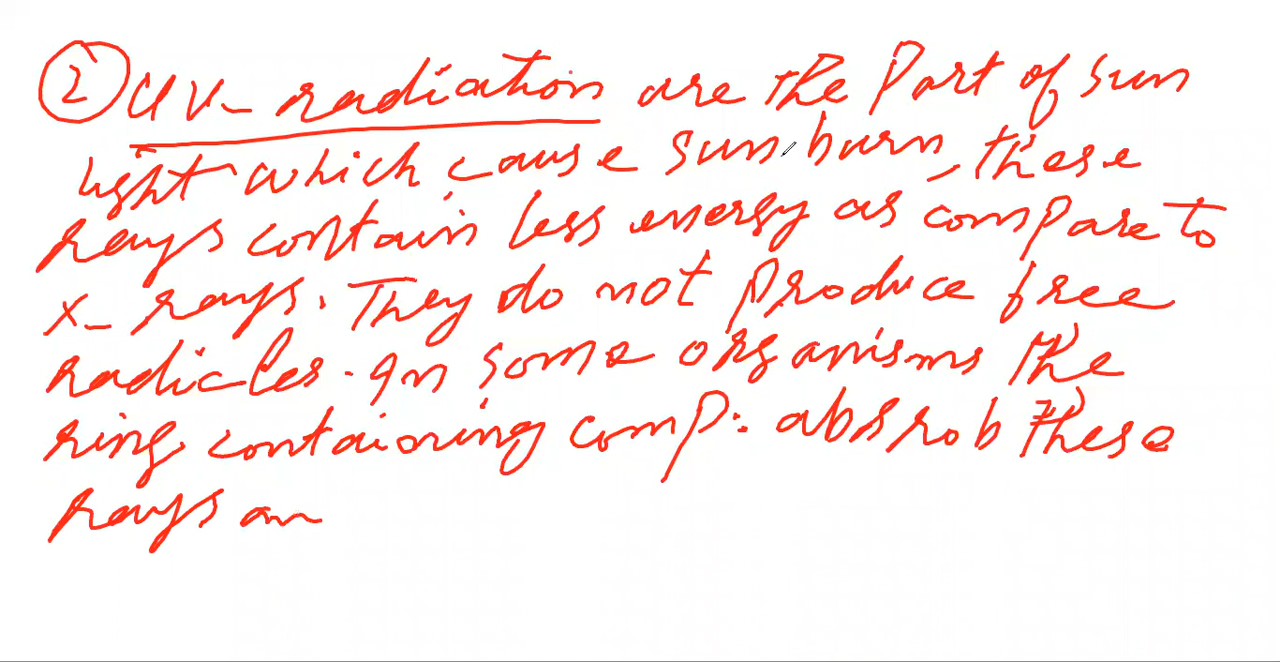 ② UV- radiation are the Part of sun
light which cause sun burn, these
rays contain less energy as compare to
x- rays. They do not produce free
radicles. In some organisms the
ring containing comp: absrob these
rays an